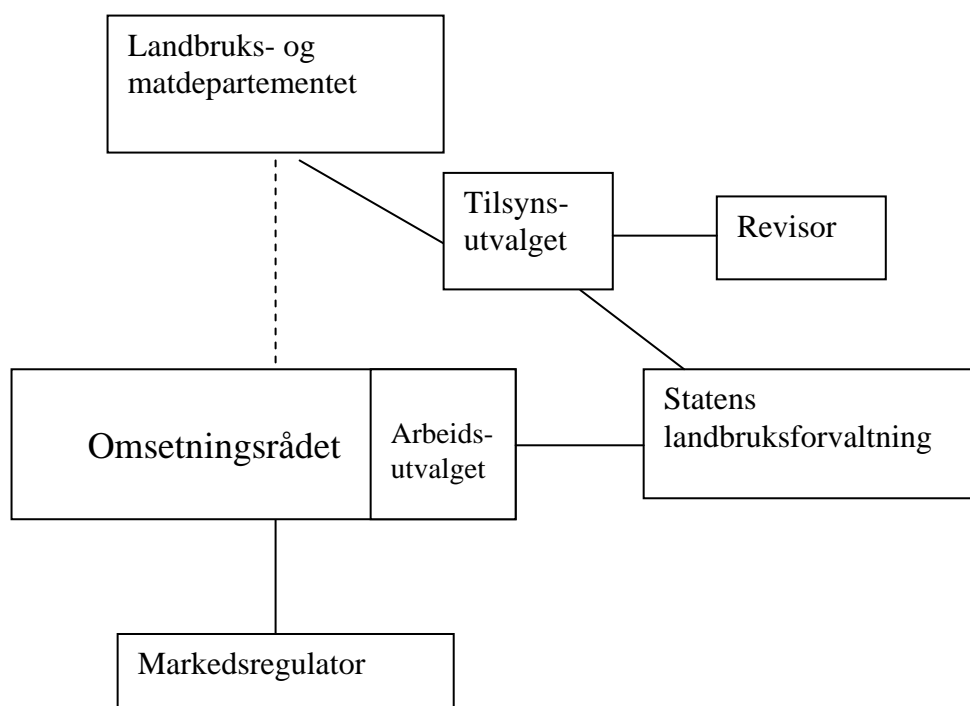 Landbruks- og
matdepartementet
Tilsyns-
utvalget
Revisor
Statens
landbruksforvaltning
Omsetningsrådet
Arbeids-
utvalget
Markedsregulator